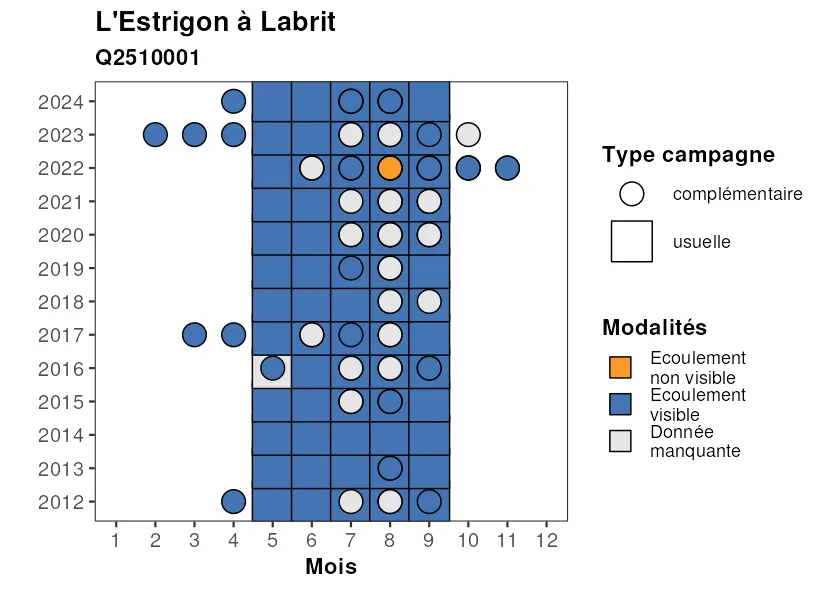 L'Estrigon à Labrit
Q2510001
2024
2023
2022
2021
2020
2019
2018
2017
2016
2015
2014
2013
2012
1 2 3 4 5 6 7 8 9 10 11 12
Mois
Type campagne
complémentaire
usuelle
Modalités
Ecoulement
non visible
Ecoulement
visible
Donnée
manquante